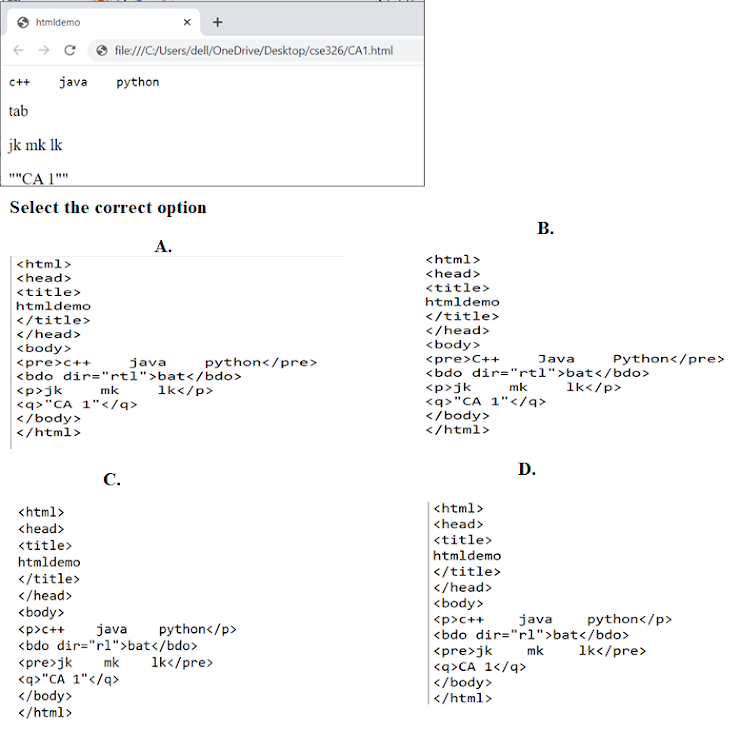 htmldemo
file:///C:/Users/dell/OneDrive/Desktop/cse326/CA1.html
c++    java    python
tab
jk mk lk
""CA 1""
Select the correct option
A.
<html>
<head>
<title>
htmldemo
</title>
</head>
<body>
<pre>c++     java     python</pre>
<bdo dir="rtl">bat</bdo>
<p>jk     mk     lk</p>
<q>"CA 1"</q>
</body>
</html>
B.
<html>
<head>
<title>
htmldemo
</title>
</head>
<body>
<pre>C++     Java     Python</pre>
<bdo dir="rtl">bat</bdo>
<p>jk     mk     lk</p>
<q>"CA 1"</q>
</body>
</html>
C.
<html>
<head>
<title>
htmldemo
</title>
</head>
<body>
<p>c++    java    python</p>
<bdo dir="rl">bat</bdo>
<pre>jk    mk    lk</pre>
<q>"CA 1"</q>
</body>
</html>
D.
<html>
<head>
<title>
htmldemo
</title>
</head>
<body>
<p>c++     java    python</p>
<bdo dir="rl">bat</bdo>
<pre>jk    mk    lk</pre>
<q>CA 1</q>
</body>
</html>